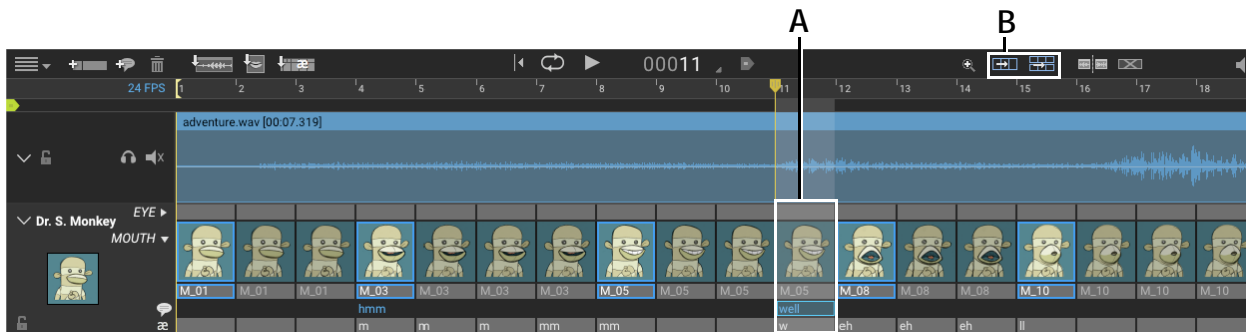 A
B
æ
00011
24 FPS
1 2 3 4 5 6 7 8 9 10 11 12 13 14 15 16 17 18
adventure.wav [00:07.319]
EYE
Dr. S. Monkey
MOUTH
M_01 M_01 M_01 M_03 M_03 M_03 M_03 M_05 M_05 M_05 M_05 M_08 M_08 M_08 M_10 M_10 M_10 M_10
hmm well
æ m m m mm mm w eh eh eh ll